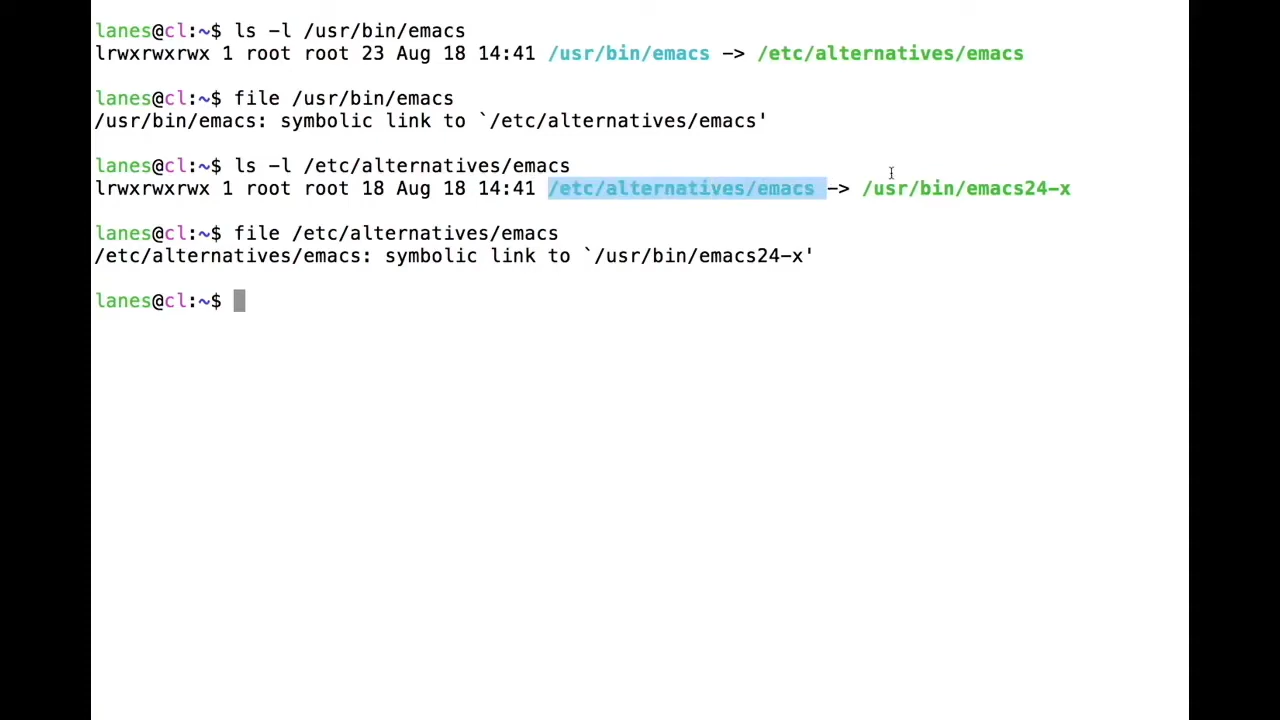 lanes@cl:~$ ls -l /usr/bin/emacs
lrwxrwxrwx 1 root root 23 Aug 18 14:41 /usr/bin/emacs -> /etc/alternatives/emacs
lanes@cl:~$ file /usr/bin/emacs
/usr/bin/emacs: symbolic link to `/etc/alternatives/emacs'
lanes@cl:~$ ls -l /etc/alternatives/emacs
lrwxrwxrwx 1 root root 18 Aug 18 14:41 /etc/alternatives/emacs -> /usr/bin/emacs24-x
lanes@cl:~$ file /etc/alternatives/emacs
/etc/alternatives/emacs: symbolic link to `/usr/bin/emacs24-x'
lanes@cl:~$